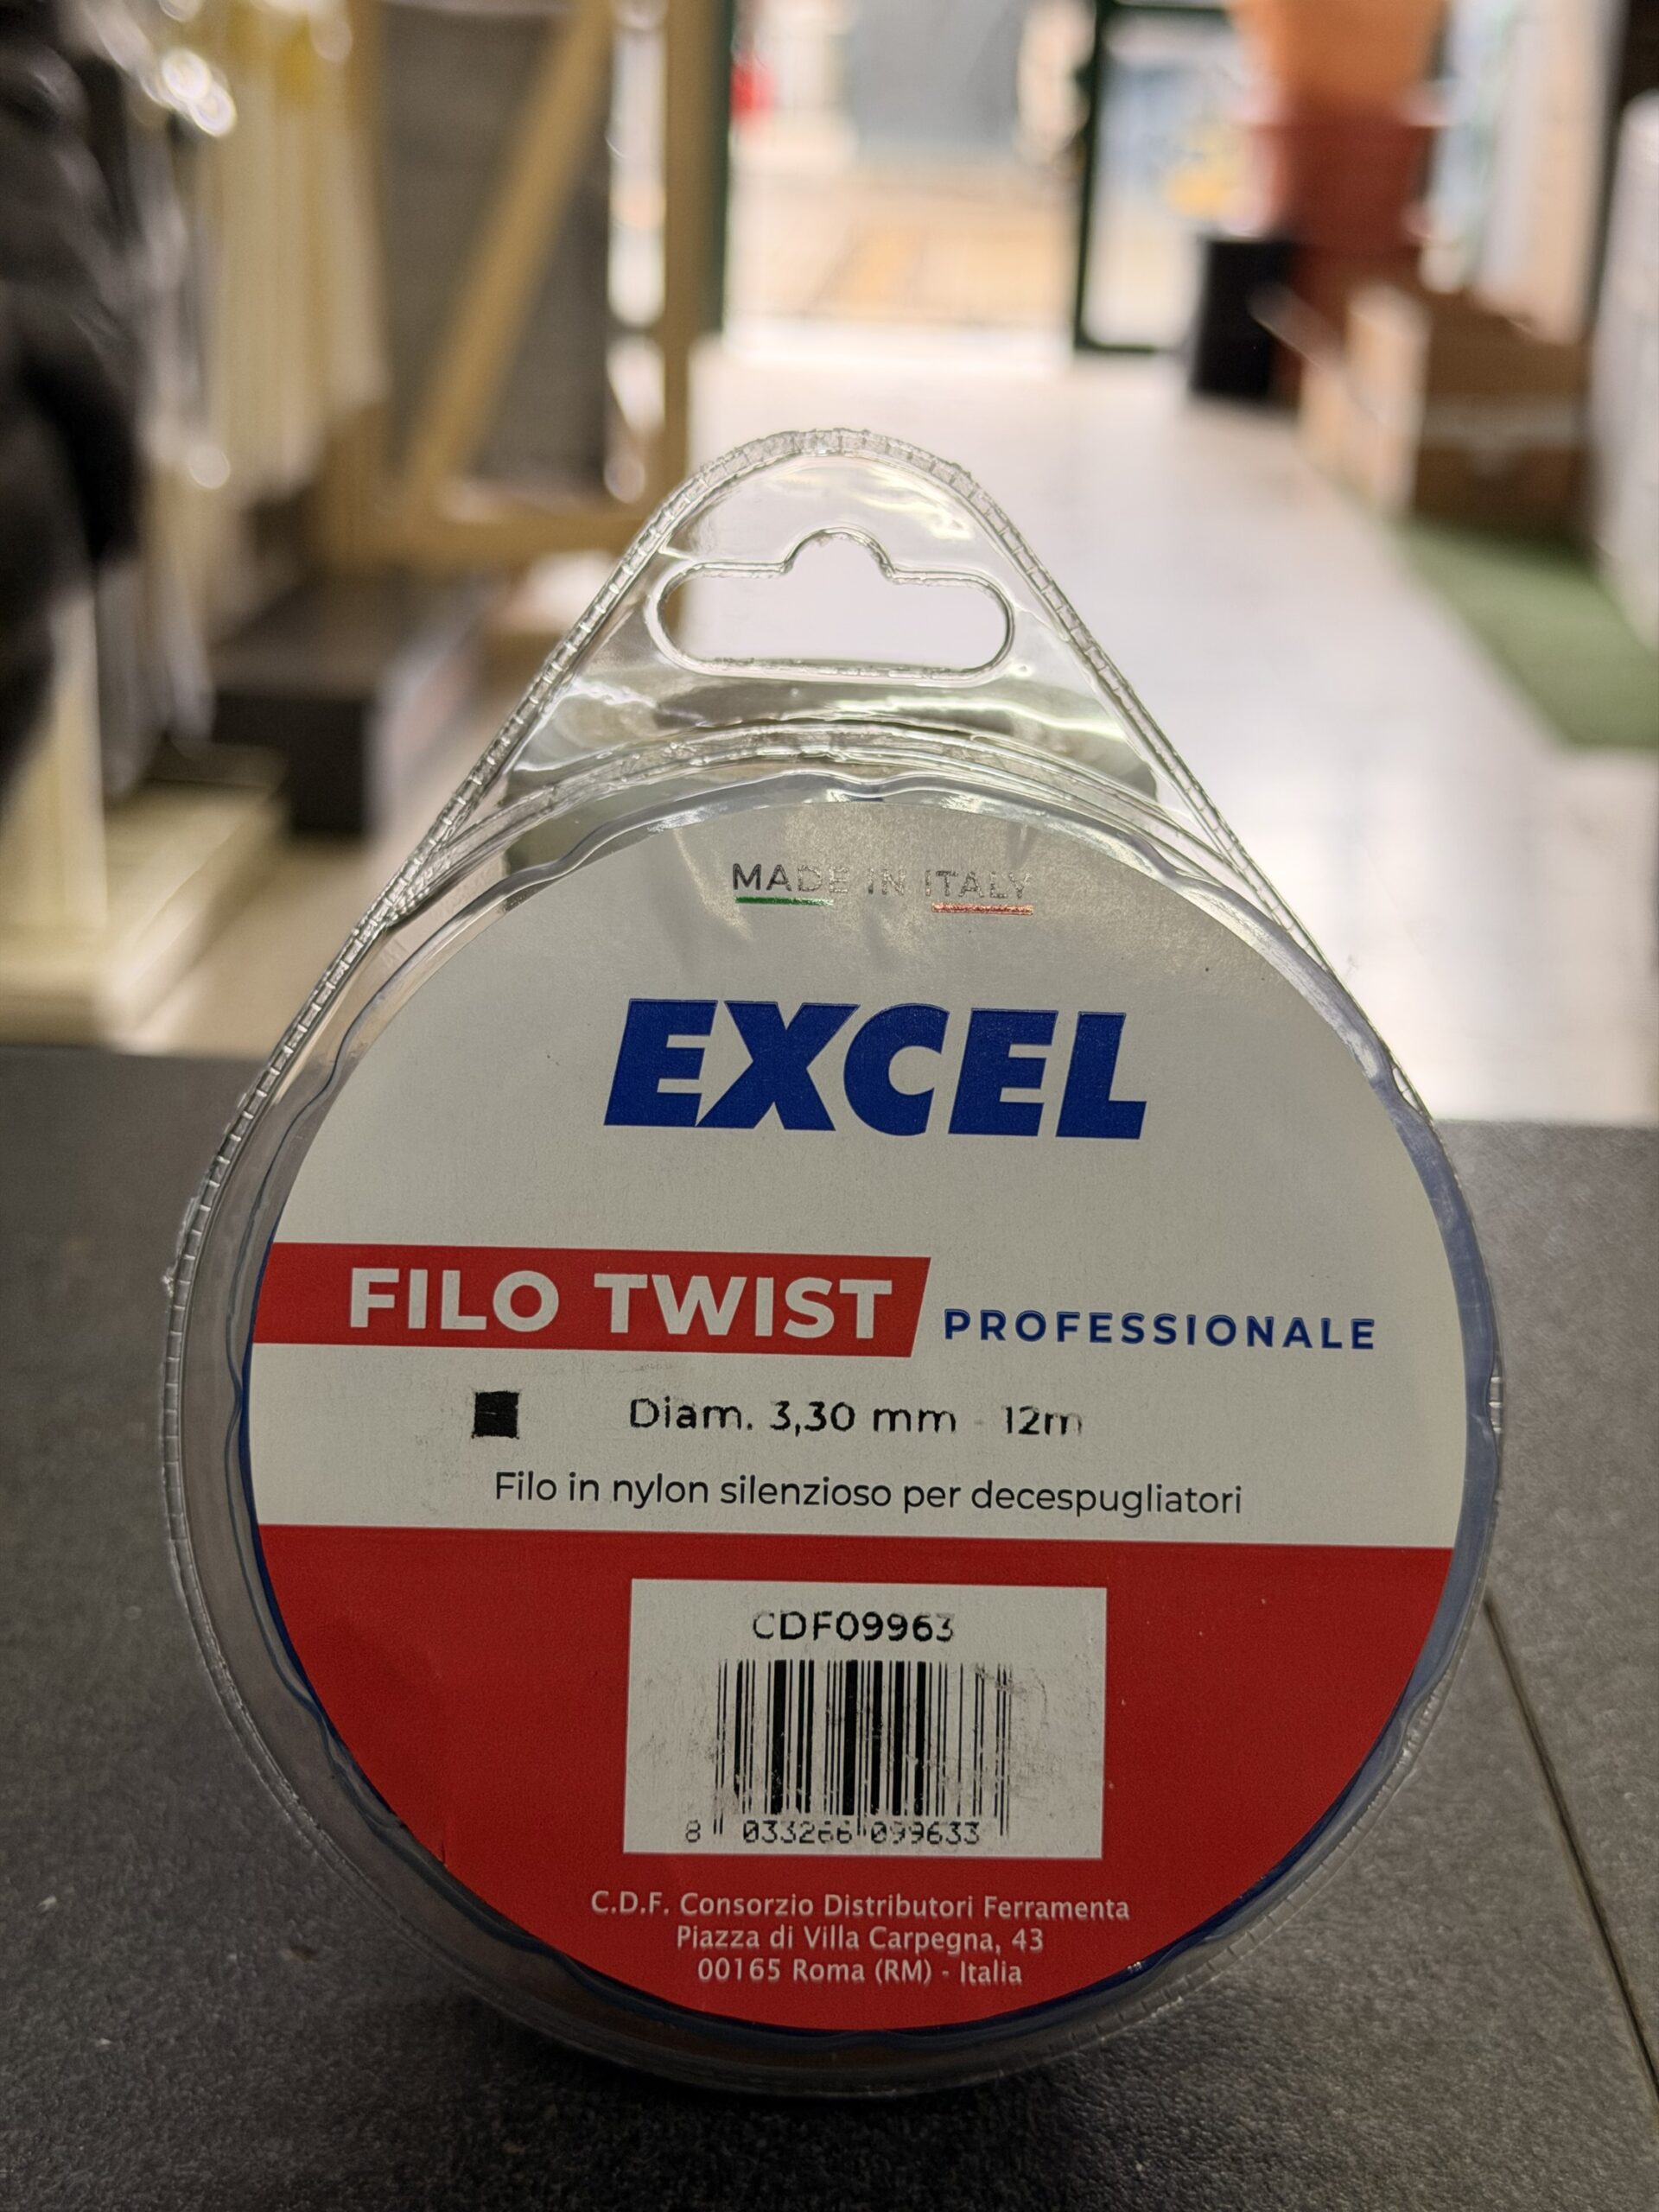 MADE IN ITALY
EXCEL
FILO TWIST PROFESSIONALE
Diam. 3,30 mm - 12m
Filo in nylon silenzioso per decespugliatori
CDF09963
8 033266 099633
C.D.F. Consorzio Distributori Ferramenta
Piazza di Villa Carpegna, 43
00165 Roma (RM) - Italia